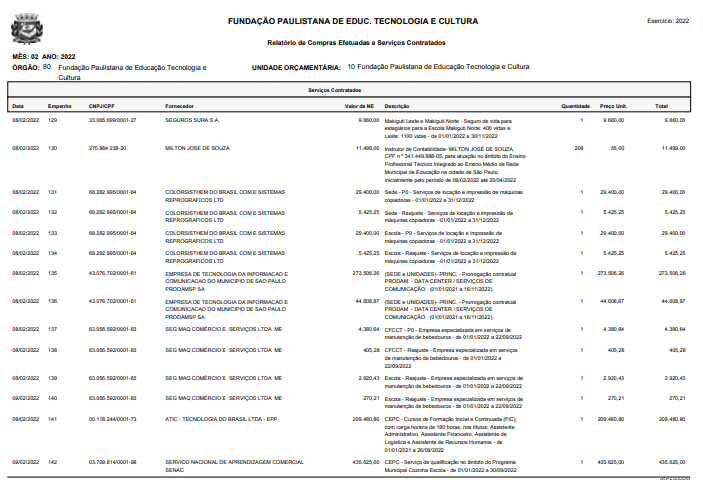 FUNDAÇÃO PAULISTANA DE EDUC. TECNOLOGIA E CULTURA
Exercício: 2022
Relatório de Compras Efetuadas e Serviços Contratados
MÊS: 02 ANO: 2022
ÓRGÃO: 80 Fundação Paulistana de Educação Tecnologia e Cultura
UNIDADE ORÇAMENTÁRIA: 10 Fundação Paulistana de Educação Tecnologia e Cultura
Serviços Contratados
Data Empenho CNPJ/CPF Fornecedor Valor da NE Descrição Quantidade Preço Unit. Total
08/02/2022 129 33.065.699/0001-27 SEGUROS SURA S.A. 9.660,00 Makiguti Leste e Makiguti Norte - Seguro de vida para 1 9.660,00 9.660,00
estagiários para a Escola Makiguti Norte: 400 vidas e
Leste: 1100 vidas - de 01/01/2022 a 30/11/2022
08/02/2022 130 270.884.238-20 MILTON JOSE DE SOUZA 11.499,00 Instrutor de Contabilidade- MILTON JOSÉ DE SOUZA, 209 55,00 11.499,00
CPF n º 341.449.888-05, para atuação no âmbito do Ensino
Profissional Técnico Integrado ao Ensino Médio da Rede
Municipal de Educação na cidade de São Paulo,
Inicialmente pelo período de 09/02/2022 até 20/04/2022
08/02/2022 131 68.282.995/0001-64 COLORSISTHEM DO BRASIL COM E SISTEMAS 29.400,00 Sede - P0 - Serviços de locação e impressão de máquinas 1 29.400,00 29.400,00
REPROGRAFICOS LTD copiadoras - 01/01/2022 a 31/12/2022
08/02/2022 132 68.282.995/0001-64 COLORSISTHEM DO BRASIL COM E SISTEMAS 5.425,25 Sede - Reajuste - Serviços de locação e impressão de 1 5.425,25 5.425,25
REPROGRAFICOS LTD máquinas copiadoras - 01/01/2022 a 31/12/2022
08/02/2022 133 68.282.995/0001-64 COLORSISTHEM DO BRASIL COM E SISTEMAS 29.400,00 Escola - P0 - Serviços de locação e impressão de 1 29.400,00 29.400,00
REPROGRAFICOS LTD máquinas copiadoras - 01/01/2022 a 31/12/2022
08/02/2022 134 68.282.995/0001-64 COLORSISTHEM DO BRASIL COM E SISTEMAS 5.425,25 Escola - Reajuste - Serviços de locação e impressão de 1 5.425,25 5.425,25
REPROGRAFICOS LTD máquinas copiadoras - 01/01/2022 a 31/12/2022
08/02/2022 135 43.076.702/0001-61 EMPRESA DE TECNOLOGIA DA INFORMACAO E 273.506,26 (SEDE e UNIDADES)- PRINC. - Prorrogação contratual 1 273.506,26 273.506,26
COMUNICACAO DO MUNICIPIO DE SAO PAULO PRODAM - DATA CENTER / SERVIÇOS DE
PRODAMSP SA COMUNICAÇÃO . (01/01/2021 a 16/11/2022).
08/02/2022 136 43.076.702/0001-61 EMPRESA DE TECNOLOGIA DA INFORMACAO E 44.608,87 (SEDE e UNIDADES)- PRINC. - Prorrogação contratual 1 44.608,87 44.608,87
COMUNICACAO DO MUNICIPIO DE SAO PAULO PRODAM - DATA CENTER / SERVIÇOS DE
PRODAMSP SA COMUNICAÇÃO . (01/01/2021 a 16/11/2022).
08/02/2022 137 63.056.592/0001-83 SEG MAQ COMÉRCIO E SERVIÇOS LTDA ME 4.380,64 CFCCT - P0 - Empresa especializada em serviços de 1 4.380,64 4.380,64
manutenção de bebedouros - de 01/01/2022 a 22/09/2022
08/02/2022 138 63.056.592/0001-83 SEG MAQ COMÉRCIO E SERVIÇOS LTDA ME 405,28 CFCCT - Reajuste - Empresa especializada em serviços 1 405,28 405,28
de manutenção de bebedouros - de 01/01/2022 a
22/09/2022
08/02/2022 139 63.056.592/0001-83 SEG MAQ COMÉRCIO E SERVIÇOS LTDA ME 2.920,43 Escola - Reajuste - Empresa especializada em serviços de 1 2.920,43 2.920,43
manutenção de bebedouros - de 01/01/2022 a 22/09/2022
09/02/2022 140 63.056.592/0001-83 SEG MAQ COMÉRCIO E SERVIÇOS LTDA ME 270,21 Escola - Reajuste - Empresa especializada em serviços de 1 270,21 270,21
manutenção de bebedouros - de 01/01/2022 a 22/09/2022
09/02/2022 141 00.118.244/0001-73 ATIC - TECNOLOGIA DO BRASIL LTDA - EPP 209.480,80 CEPC - Cursos de Formação Inicial e Continuada (FIC), 1 209.480,80 209.480,80
com carga horária de 160 horas, nos títulos: Assistente
Administrativo, Assistente Financeiro, Assistente de
Logística e Assistente de Recursos Humanos - de
01/01/2021 a 26/09/2022
09/02/2022 142 03.709.814/0001-98 SERVICO NACIONAL DE APRENDIZAGEM COMERCIAL 435.625,00 CEPC - Serviço de qualificação no âmbito do Programa 1 435.625,00 435.625,00
SENAC Municipal Cozinha Escola - de 01/01/2022 a 30/09/2022